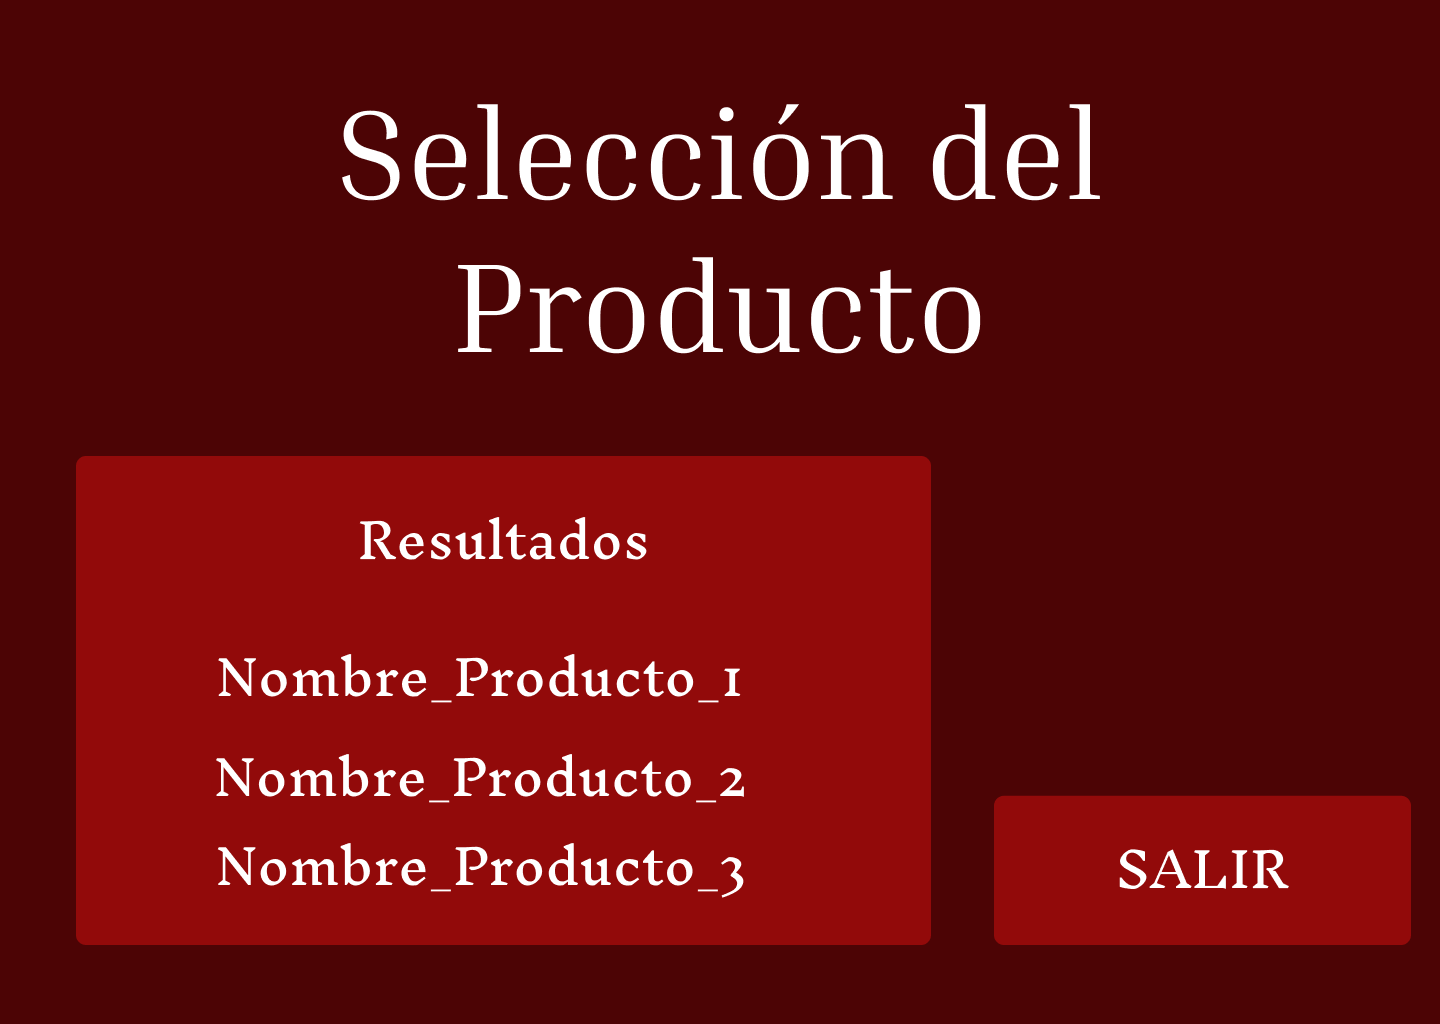 Selección del
Producto
Resultados
Nombre_Producto_1
Nombre_Producto_2
Nombre_Producto_3
SALIR